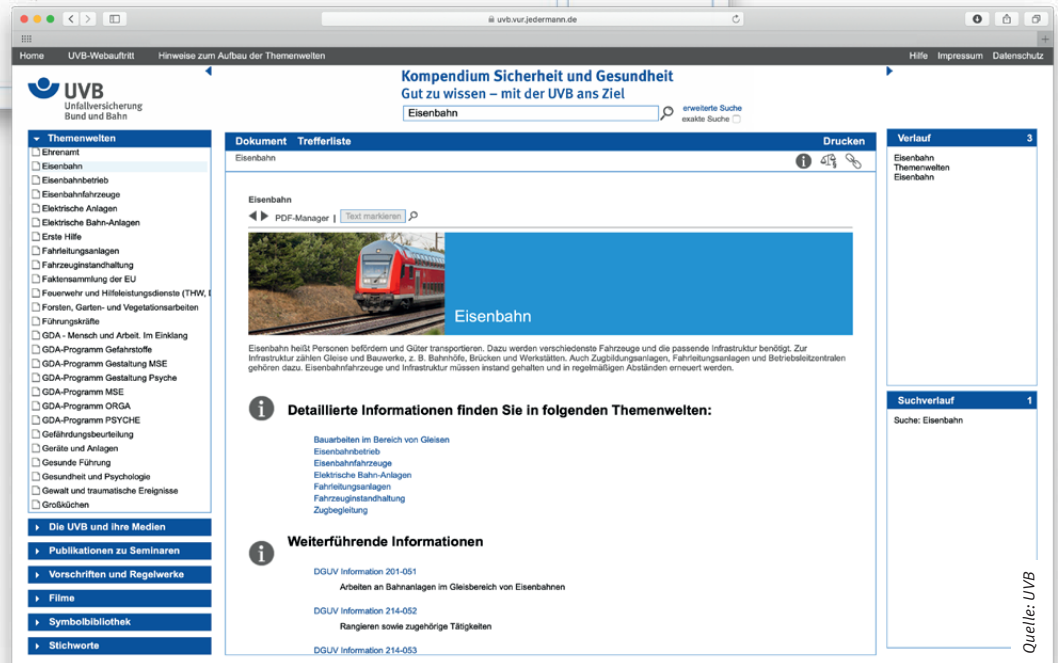 uvb.vur.jedermann.de
Home UVB-Webauftritt Hinweise zum Aufbau der Themenwelten Hilfe Impressum Datenschutz
UVB
Unfallversicherung
Bund und Bahn
Kompendium Sicherheit und Gesundheit
Gut zu wissen – mit der UVB ans Ziel
Eisenbahn
erweiterte Suche
exakte Suche
Themenwelten
Ehrenamt
Eisenbahn
Eisenbahnbetrieb
Eisenbahnfahrzeuge
Elektrische Anlagen
Elektrische Bahn-Anlagen
Erste Hilfe
Fahrleitungsanlagen
Fahrzeuginstandhaltung
Faktensammlung der EU
Feuerwehr und Hilfeleistungsdienste (THW,
Forsten, Garten- und Vegetationsarbeiten
Führungskräfte
GDA - Mensch und Arbeit. Im Einklang
GDA-Programm Gefahrstoffe
GDA-Programm Gestaltung MSE
GDA-Programm Gestaltung Psyche
GDA-Programm MSE
GDA-Programm ORGA
GDA-Programm PSYCHE
Gefährdungsbeurteilung
Geräte und Anlagen
Gesunde Führung
Gesundheit und Psychologie
Gewalt und traumatische Ereignisse
Großküchen
Die UVB und ihre Medien
Publikationen zu Seminaren
Vorschriften und Regelwerke
Filme
Symbolbibliothek
Stichworte
Dokument Trefferliste Drucken
Eisenbahn
Eisenbahn
PDF-Manager | Text markieren
Eisenbahn
Eisenbahn heißt Personen befördern und Güter transportieren. Dazu werden verschiedenste Fahrzeuge und die passende Infrastruktur benötigt. Zur
Infrastruktur zählen Gleise und Bauwerke, z. B. Bahnhöfe, Brücken und Werkstätten. Auch Zugbildungsanlagen, Fahrleitungsanlagen und Betriebsleitzentralen
gehören dazu. Eisenbahnfahrzeuge und Infrastruktur müssen instand gehalten und in regelmäßigen Abständen erneuert werden.
Detaillierte Informationen finden Sie in folgenden Themenwelten:
Bauarbeiten im Bereich von Gleisen
Eisenbahnbetrieb
Eisenbahnfahrzeuge
Elektrische Bahn-Anlagen
Fahrleitungsanlagen
Fahrzeuginstandhaltung
Zugbegleitung
Weiterführende Informationen
DGUV Information 201-051
Arbeiten an Bahnanlagen im Gleisbereich von Eisenbahnen
DGUV Information 214-052
Rangieren sowie zugehörige Tätigkeiten
DGUV Information 214-053
Verlauf 3
Eisenbahn
Themenwelten
Eisenbahn
Suchverlauf 1
Suche: Eisenbahn
Quelle: UVB